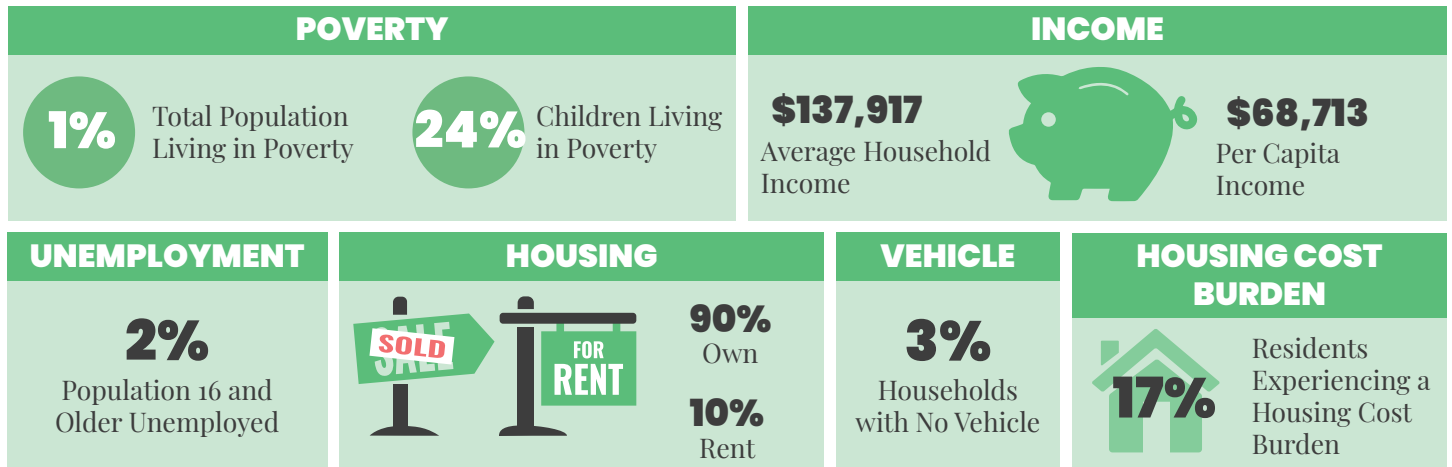 POVERTY
1%
Total Population
Living in Poverty
24%
Children Living
in Poverty
INCOME
$137,917
Average Household
Income
$68,713
Per Capita
Income
UNEMPLOYMENT
2%
Population 16 and
Older Unemployed
HOUSING
SALE
SOLD
FOR
RENT
90%
Own
10%
Rent
VEHICLE
3%
Households
with No Vehicle
HOUSING COST
BURDEN
17%
Residents
Experiencing a
Housing Cost
Burden